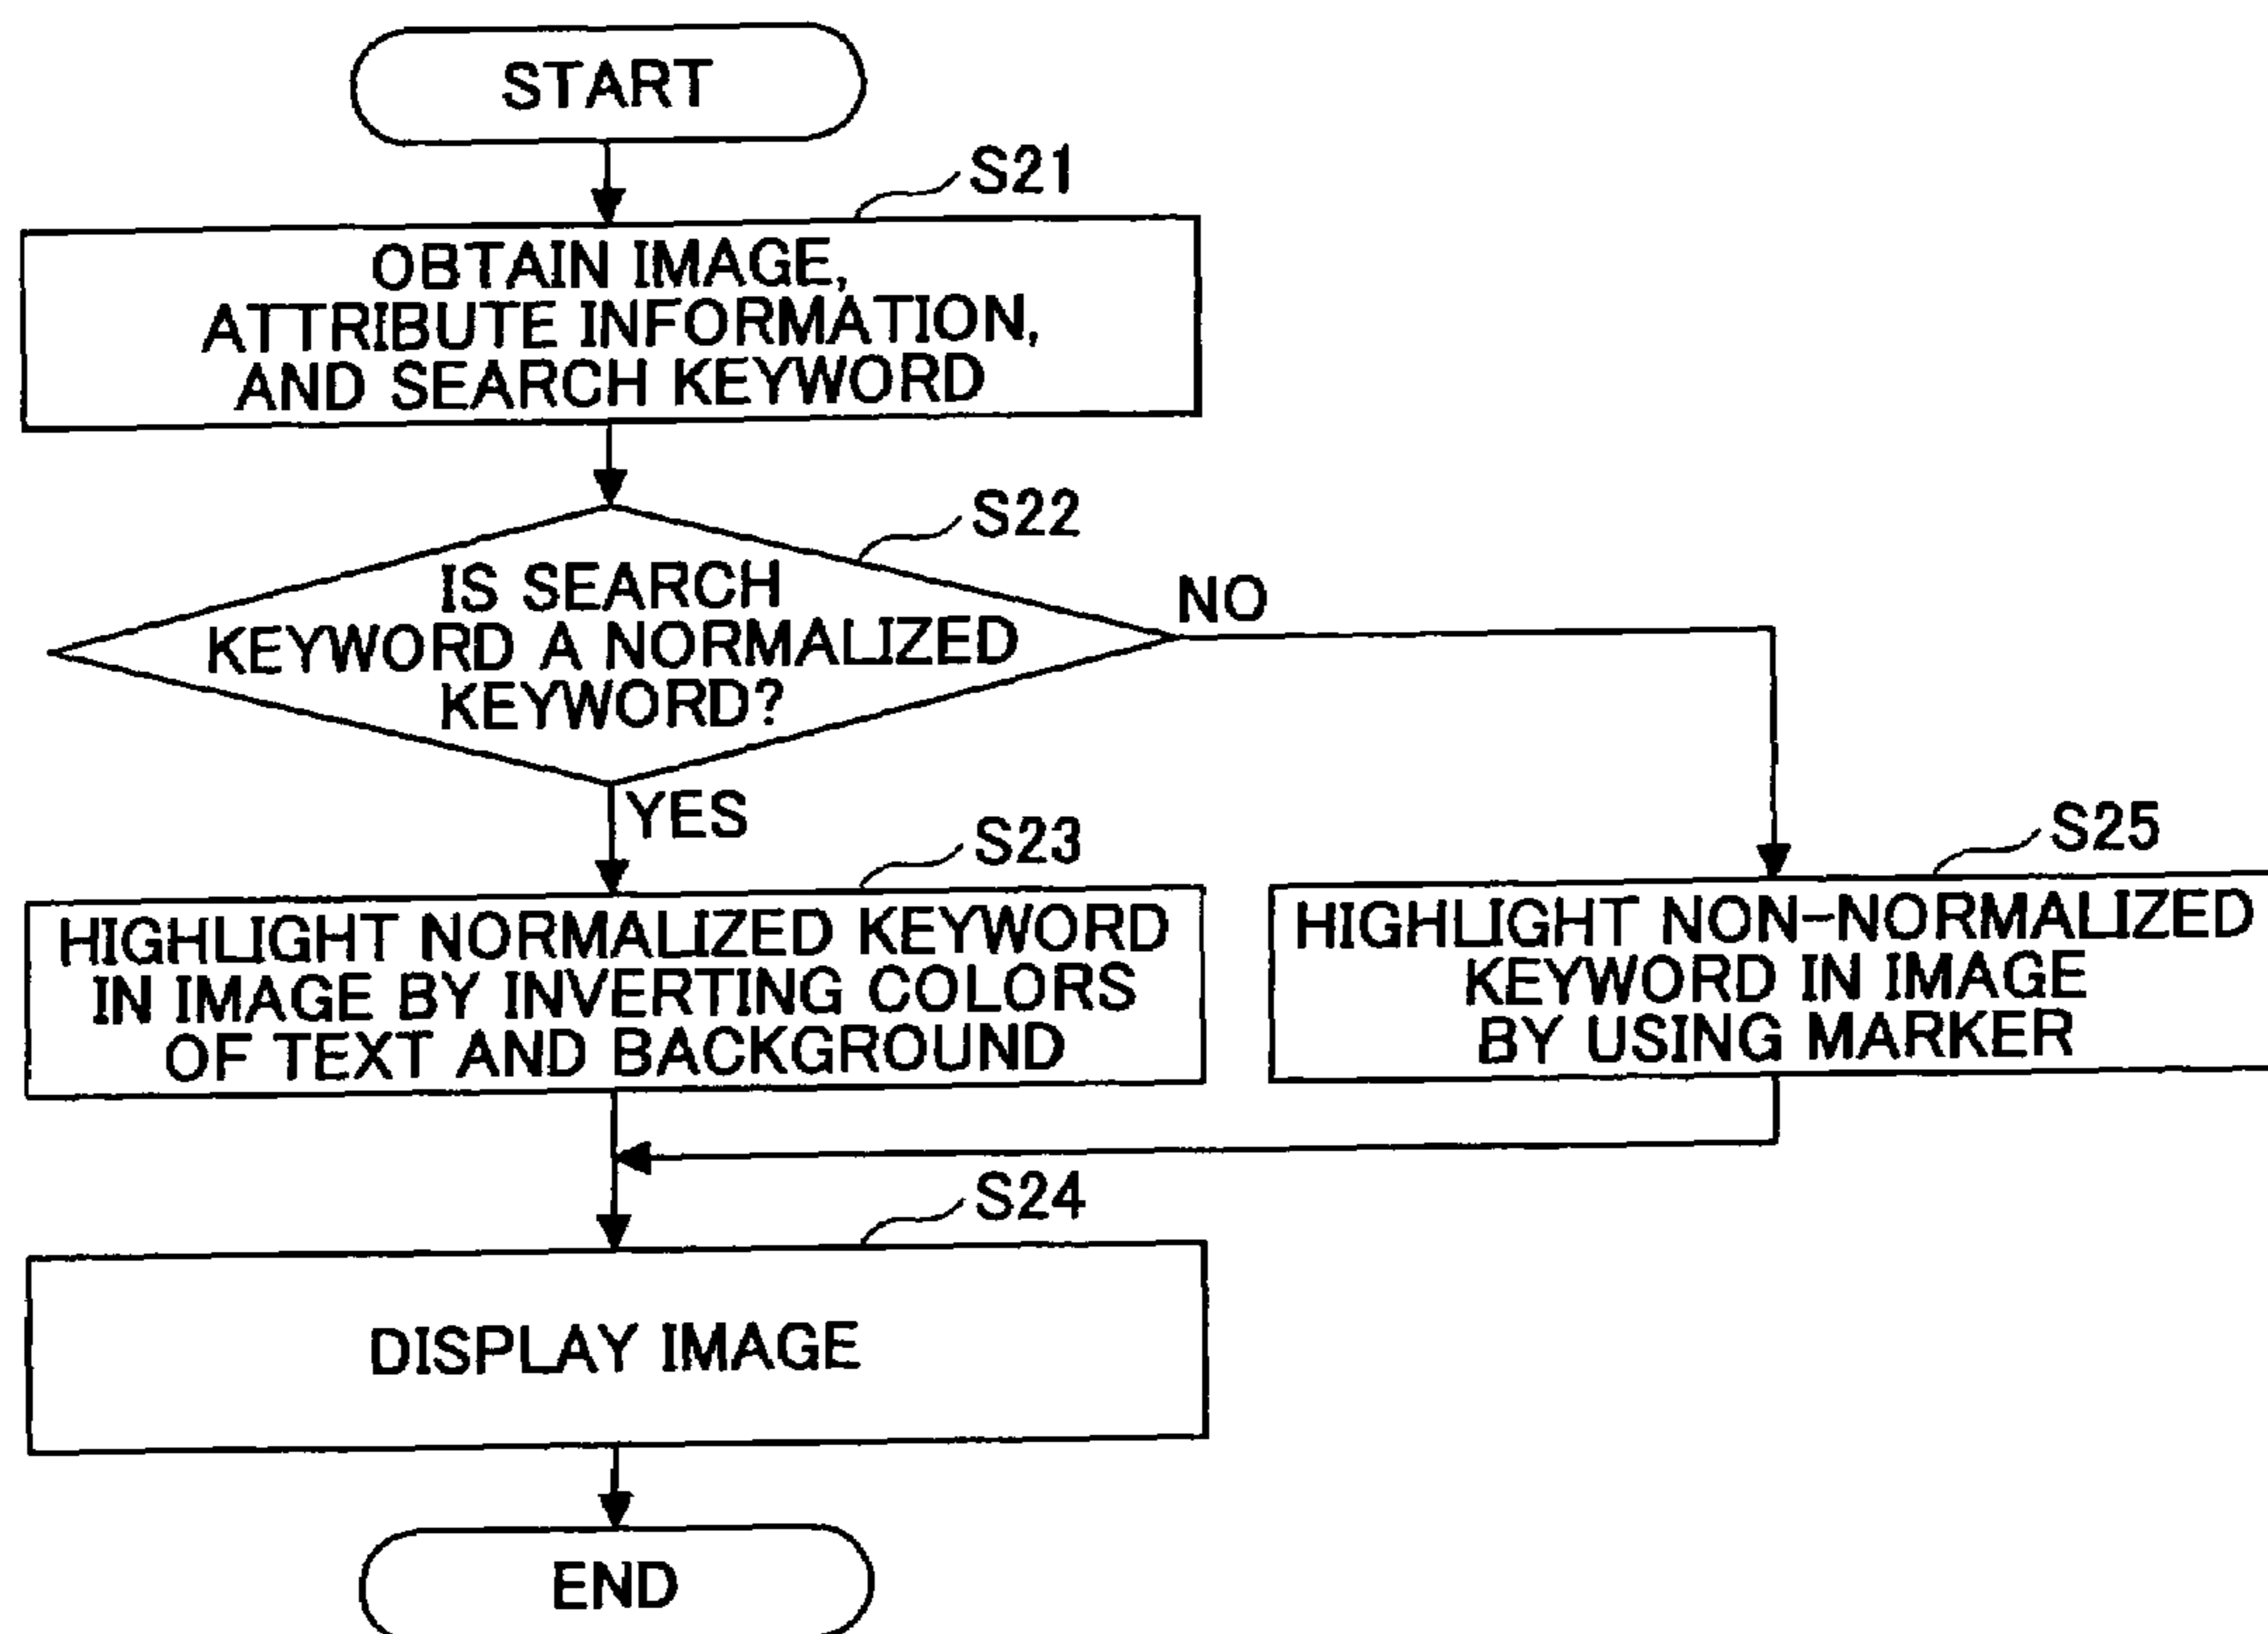 START
S21
OBTAIN IMAGE,
ATTRIBUTE INFORMATION,
AND SEARCH KEYWORD
S22
IS SEARCH
KEYWORD A NORMALIZED
KEYWORD?
NO
YES
S23
HIGHLIGHT NORMALIZED KEYWORD
IN IMAGE BY INVERTING COLORS
OF TEXT AND BACKGROUND
S25
HIGHLIGHT NON-NORMALIZED
KEYWORD IN IMAGE
BY USING MARKER
S24
DISPLAY IMAGE
END